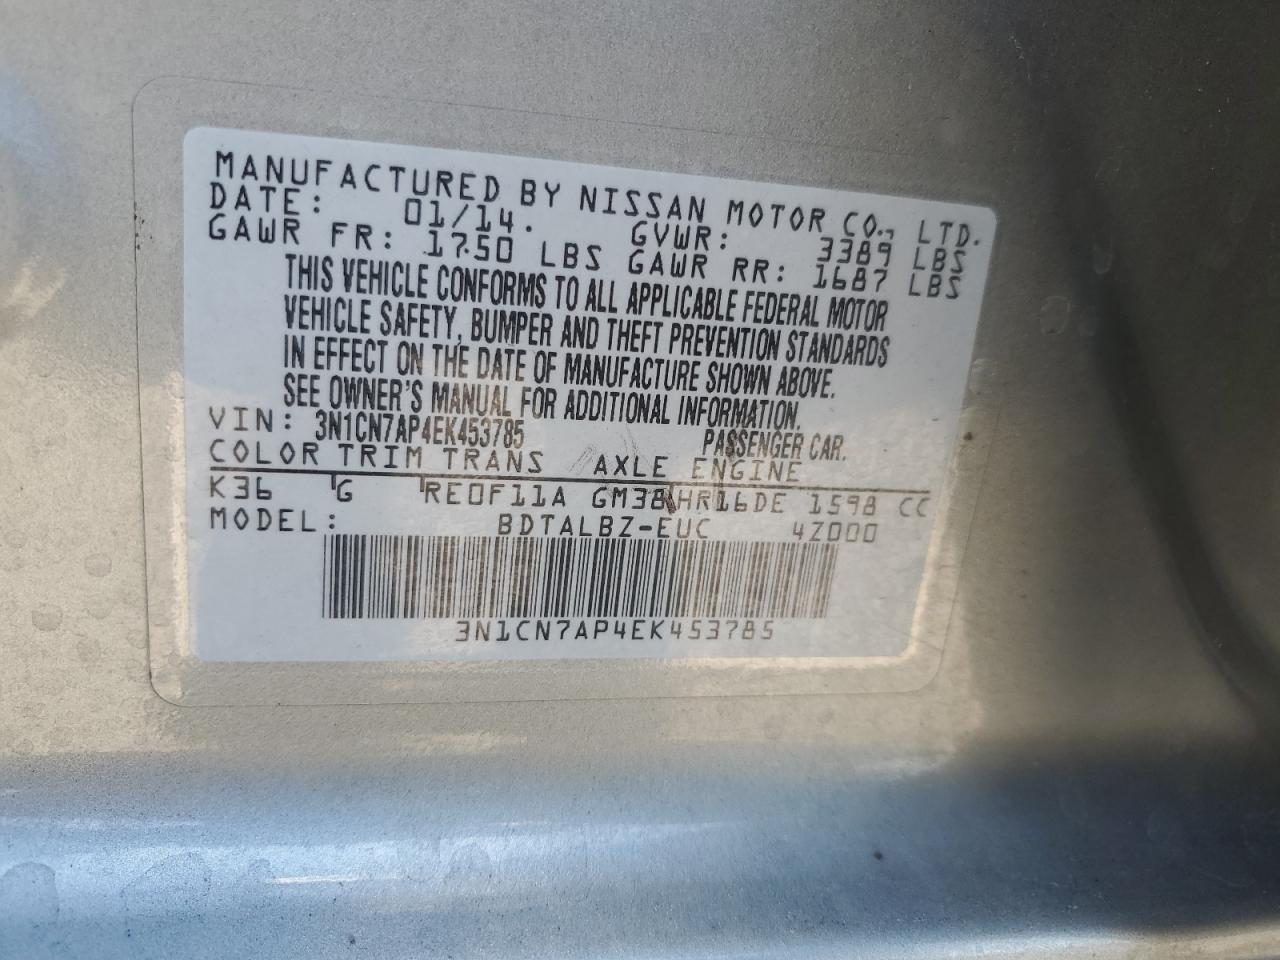 MANUFACTURED BY NISSAN MOTOR CO., LTD.
DATE: 01/14. GVWR: 3389 LBS
GAWR FR: 1750 LBS GAWR RR: 1687 LBS
THIS VEHICLE CONFORMS TO ALL APPLICABLE FEDERAL MOTOR
VEHICLE SAFETY, BUMPER AND THEFT PREVENTION STANDARDS
IN EFFECT ON THE DATE OF MANUFACTURE SHOWN ABOVE.
SEE OWNER'S MANUAL FOR ADDITIONAL INFORMATION.
VIN: 3N1CN7AP4EK453785 PASSENGER CAR.
COLOR TRIM TRANS AXLE ENGINE
K36 G RE0F11A GM38 HR16DE 1598 CC
MODEL: BDTALBZ-EUC 4Z000
3N1CN7AP4EK453785